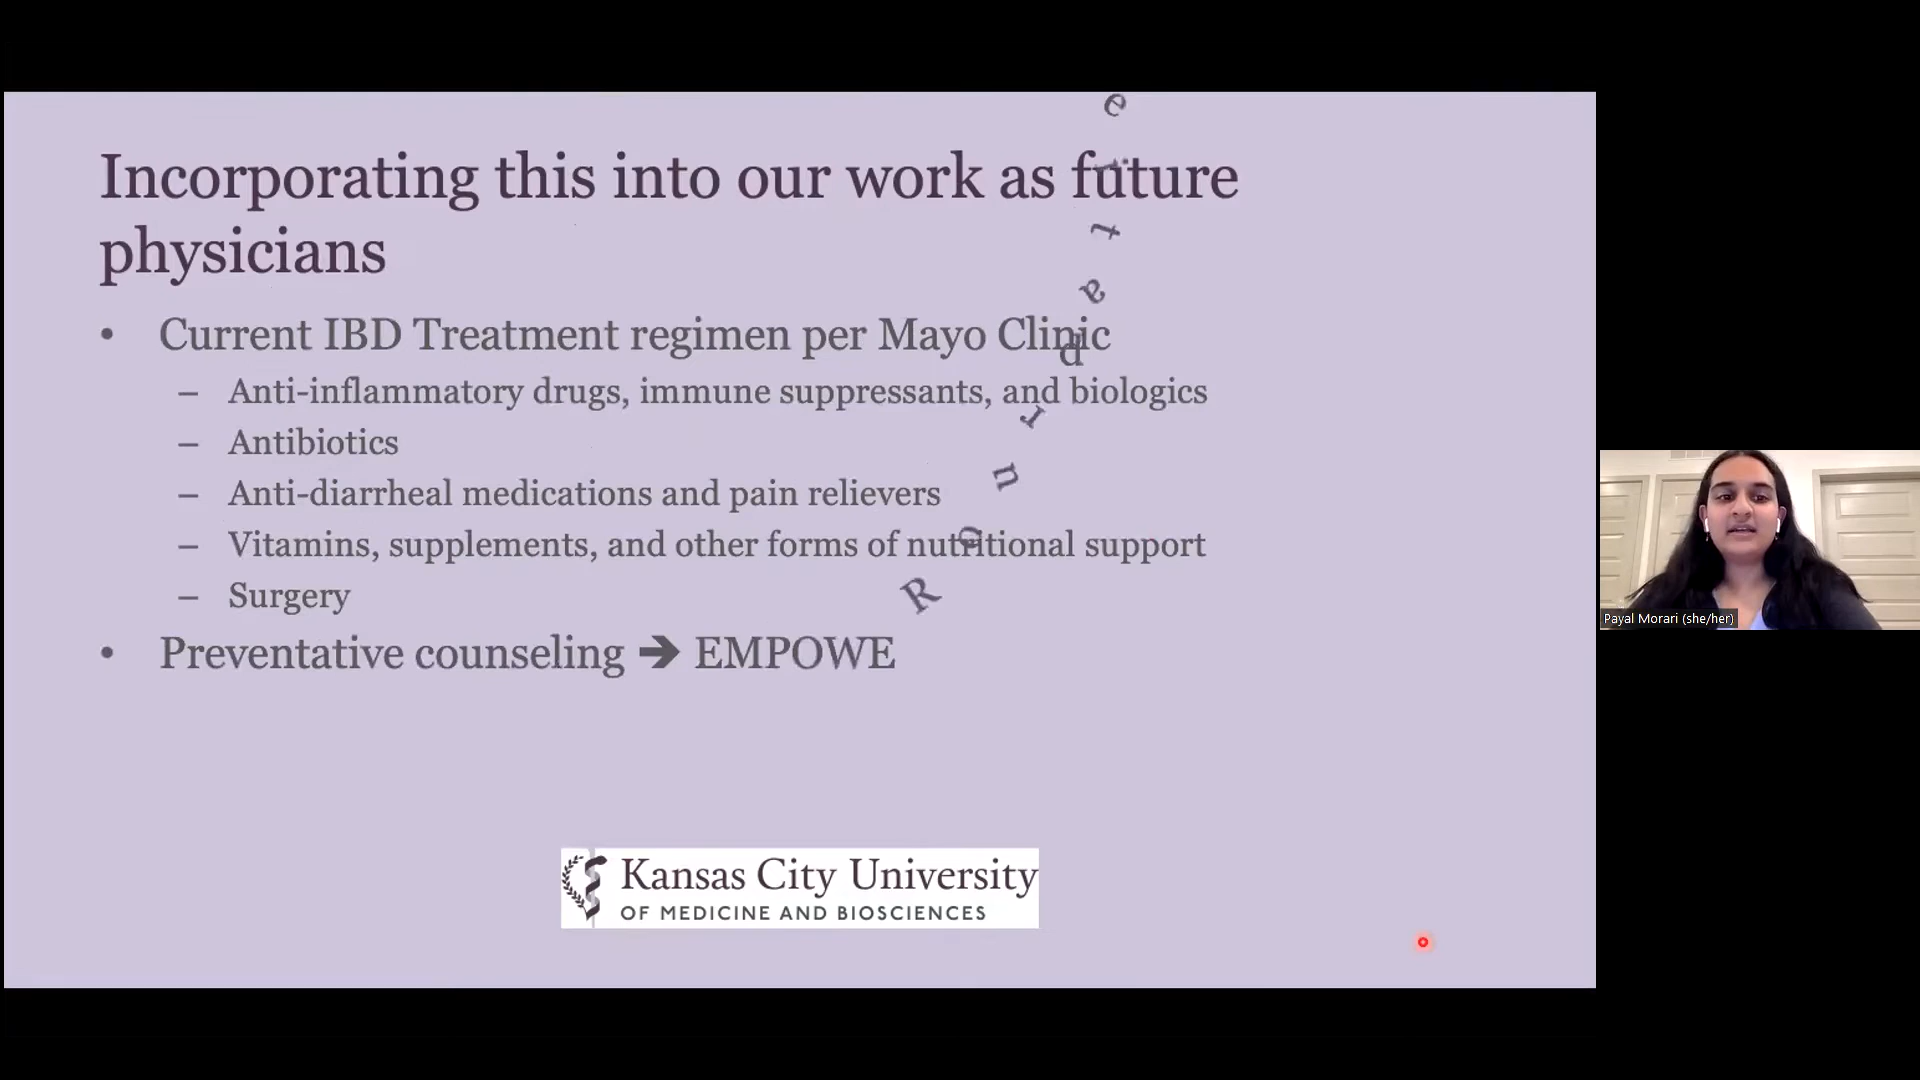 Incorporating this into our work as future
physicians
• Current IBD Treatment regimen per Mayo Clinic
– Anti-inflammatory drugs, immune suppressants, and biologics
– Antibiotics
– Anti-diarrheal medications and pain relievers
– Vitamins, supplements, and other forms of nutritional support
– Surgery
• Preventative counseling ➔ EMPOWE
R
Kansas City University
OF MEDICINE AND BIOSCIENCES
Payal Morari (she/her)